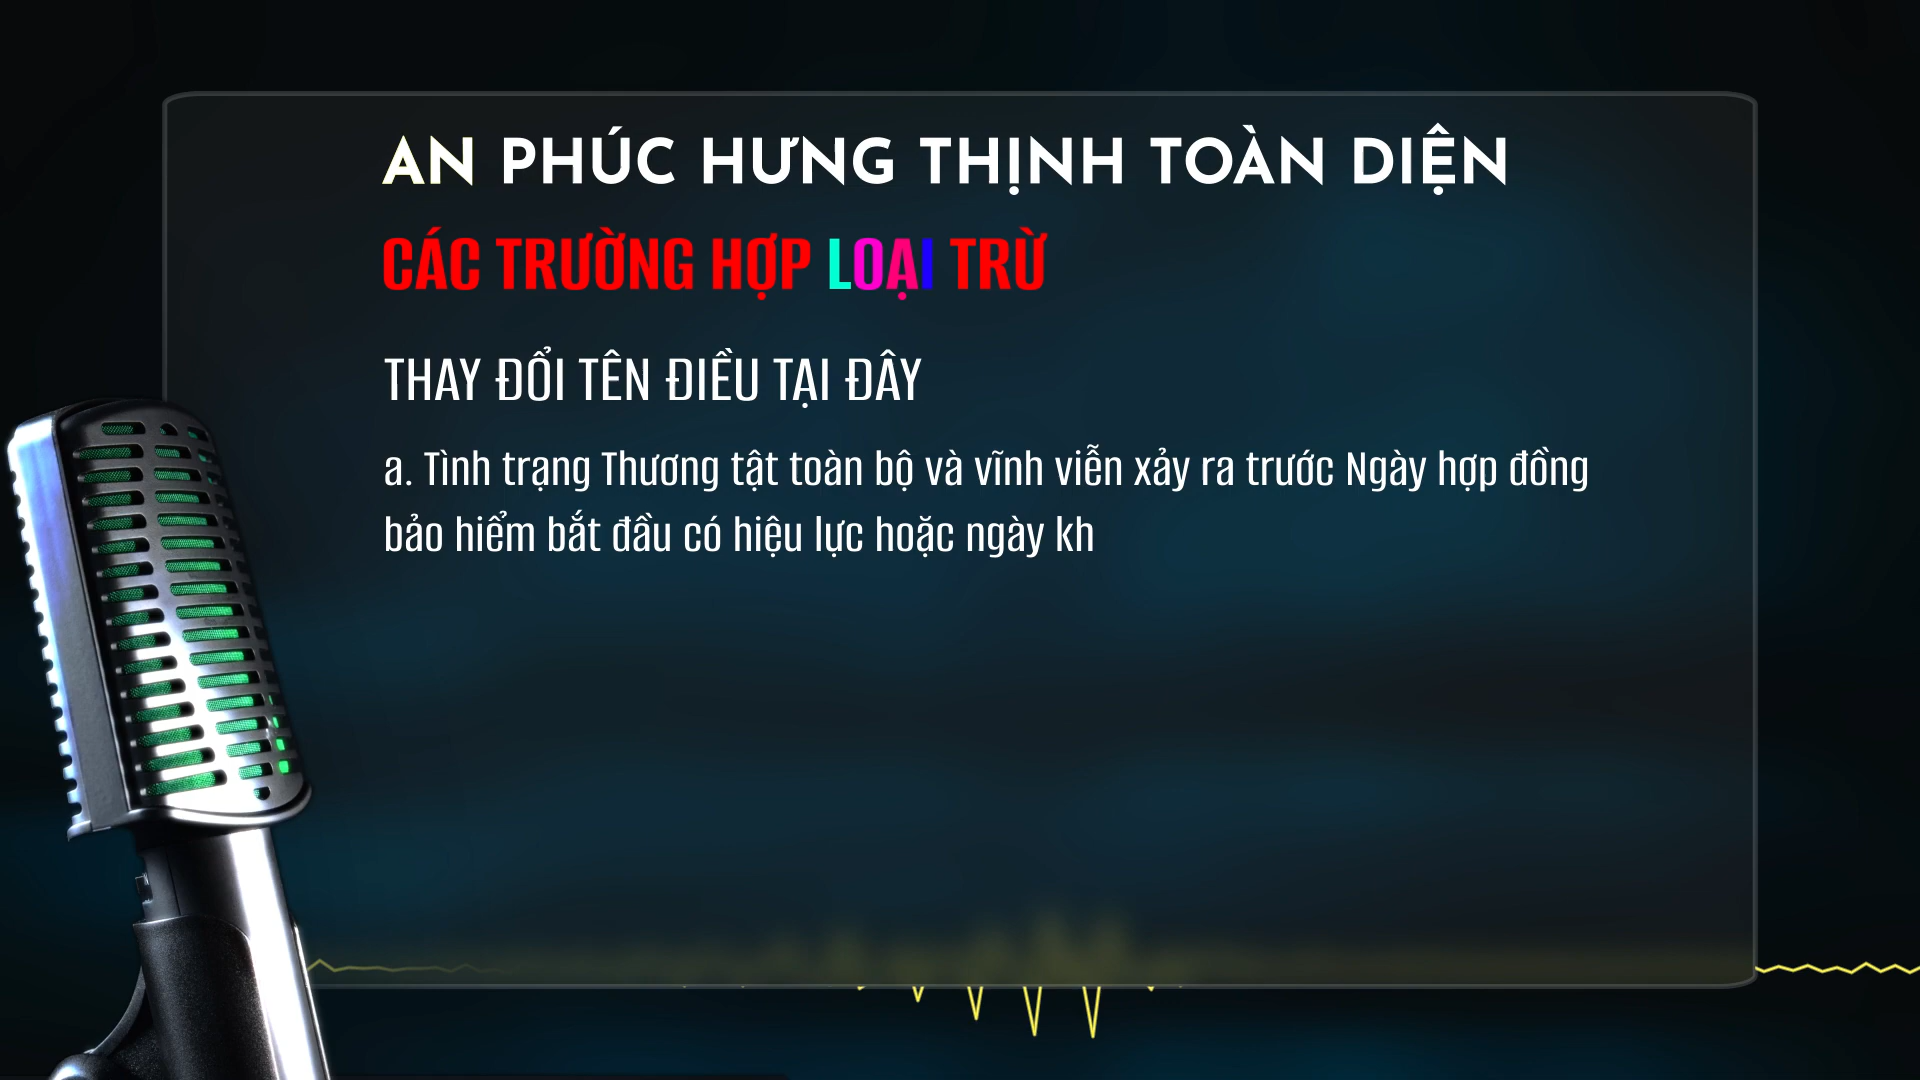 AN PHÚC HƯNG THỊNH TOÀN DIỆN
CÁC TRƯỜNG HỢP LOẠI TRỪ
THAY ĐỔI TÊN ĐIỀU TẠI ĐÂY
a. Tình trạng Thương tật toàn bộ và vĩnh viễn xảy ra trước Ngày hợp đồng
bảo hiểm bắt đầu có hiệu lực hoặc ngày kh